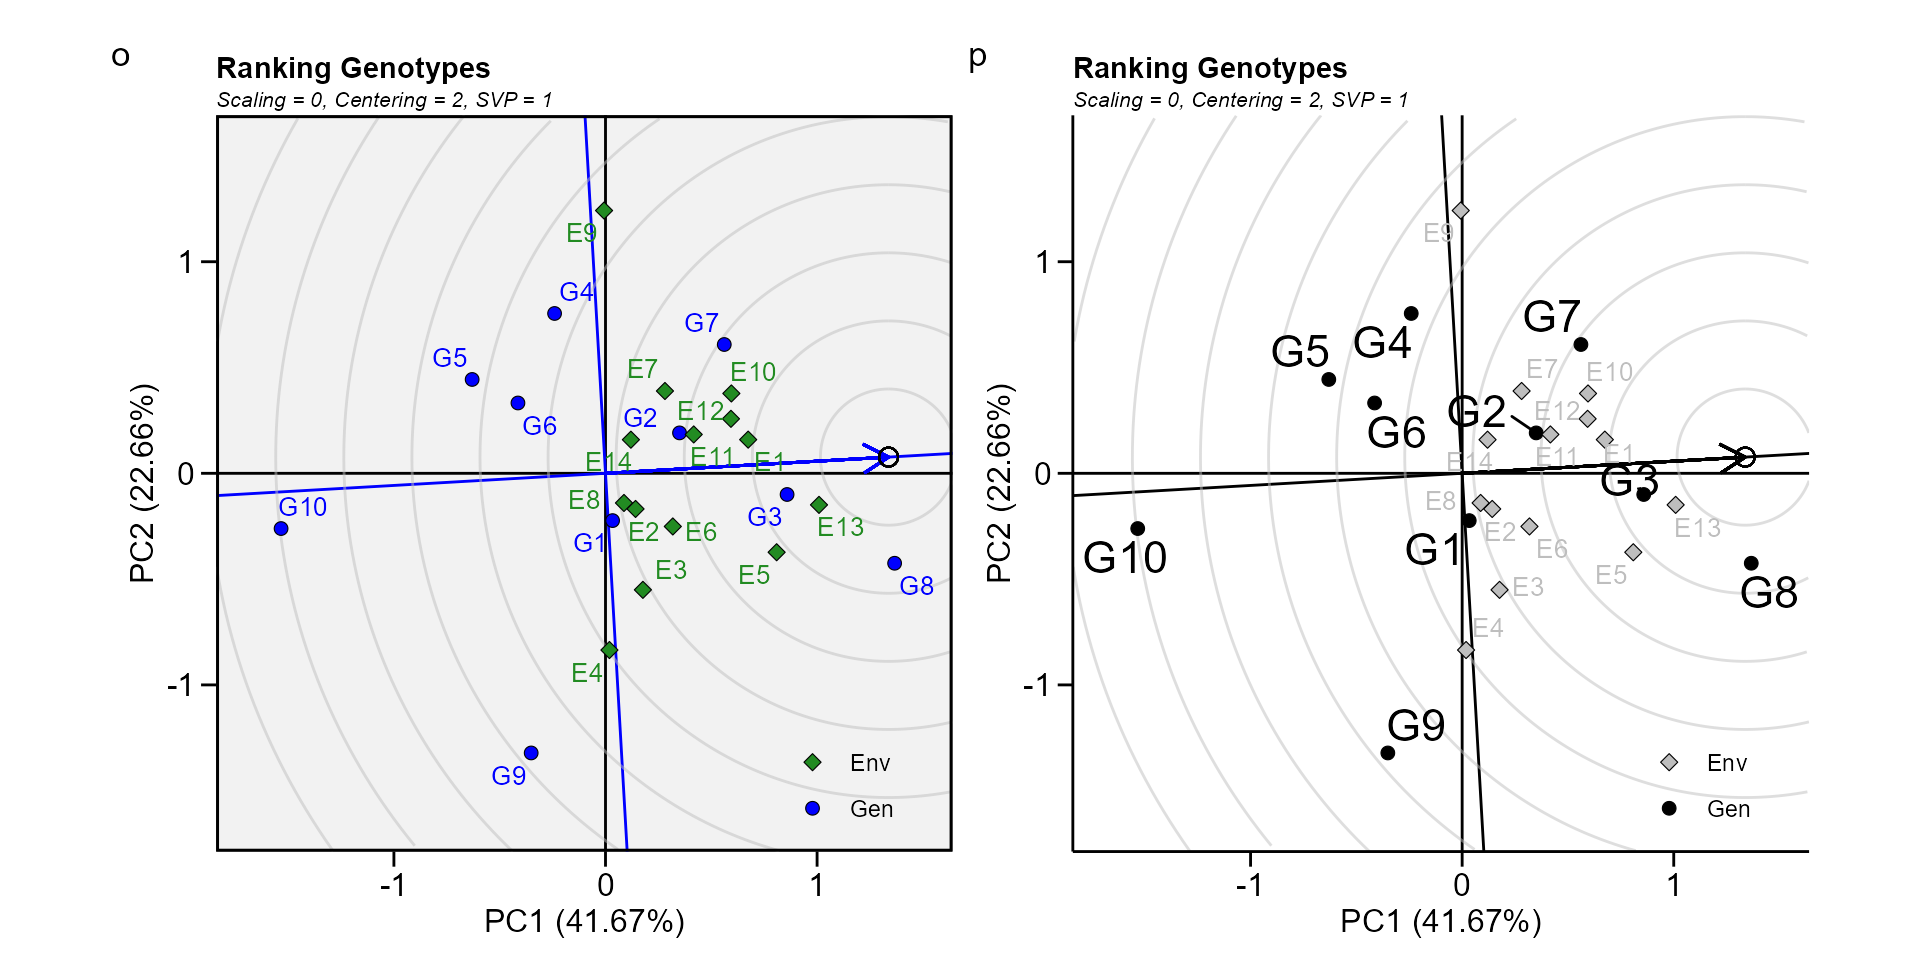 o
Ranking Genotypes
Scaling = 0, Centering = 2, SVP = 1
E9
G4
G7
G5
E7
E10
E12
G2
G6
E11
E1
E14
G10
E8
G3
E13
E2
E6
G1
E3
E5
G8
E4
G9
Env
Gen
1
0
-1
-1
0
1
PC1 (41.67%)
PC2 (22.66%)
p
Ranking Genotypes
Scaling = 0, Centering = 2, SVP = 1
E9
G7
G4
G5
E7
E10
G2
E12
G6
E11
E1
E14
G3
E8
E13
E2
E6
G1
G10
E5
E3
G8
E4
G9
Env
Gen
1
0
-1
-1
0
1
PC1 (41.67%)
PC2 (22.66%)